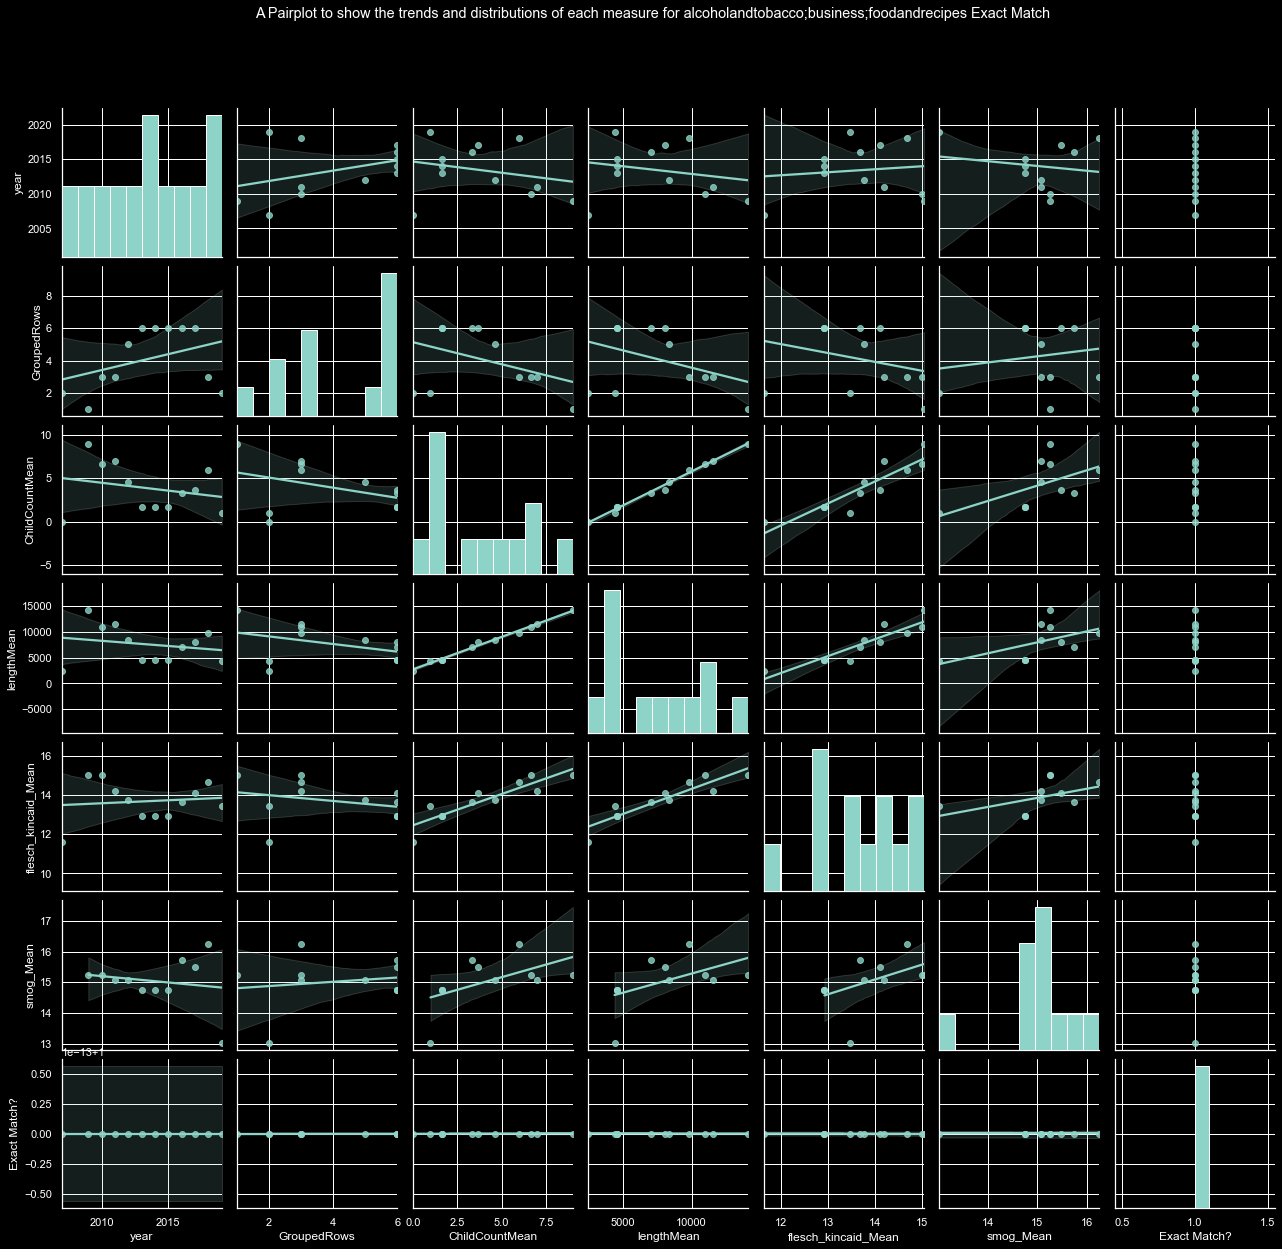 A Pairplot to show the trends and distributions of each measure for alcoholandtobacco;business;foodandrecipes Exact Match
year
2020
2015
2010
2005
GroupedRows
8
6
4
2
ChildCountMean
10
5
0
−5
lengthMean
15000
10000
5000
0
−5000
flesch_kincaid_Mean
16
14
12
10
smog_Mean
17
16
15
14
13
1e−13+1
Exact Match?
0.50
0.25
0.00
−0.25
−0.50
2010 2015 2 4 6 0.0 2.5 5.0 7.5 5000 10000 12 13 14 15 14 15 16 0.5 1.0 1.5
year GroupedRows ChildCountMean lengthMean flesch_kincaid_Mean smog_Mean Exact Match?